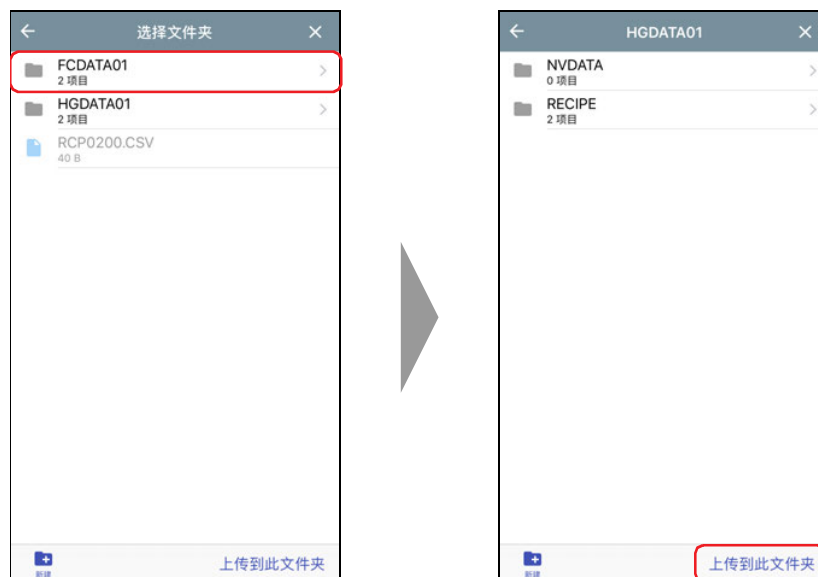 选择文件夹
FCDATA01
2 项目
HGDATA01
2 项目
RCP0200.CSV
40 B
新建
上传到此文件夹
HGDATA01
NVDATA
0 项目
RECIPE
2 项目
新建
上传到此文件夹